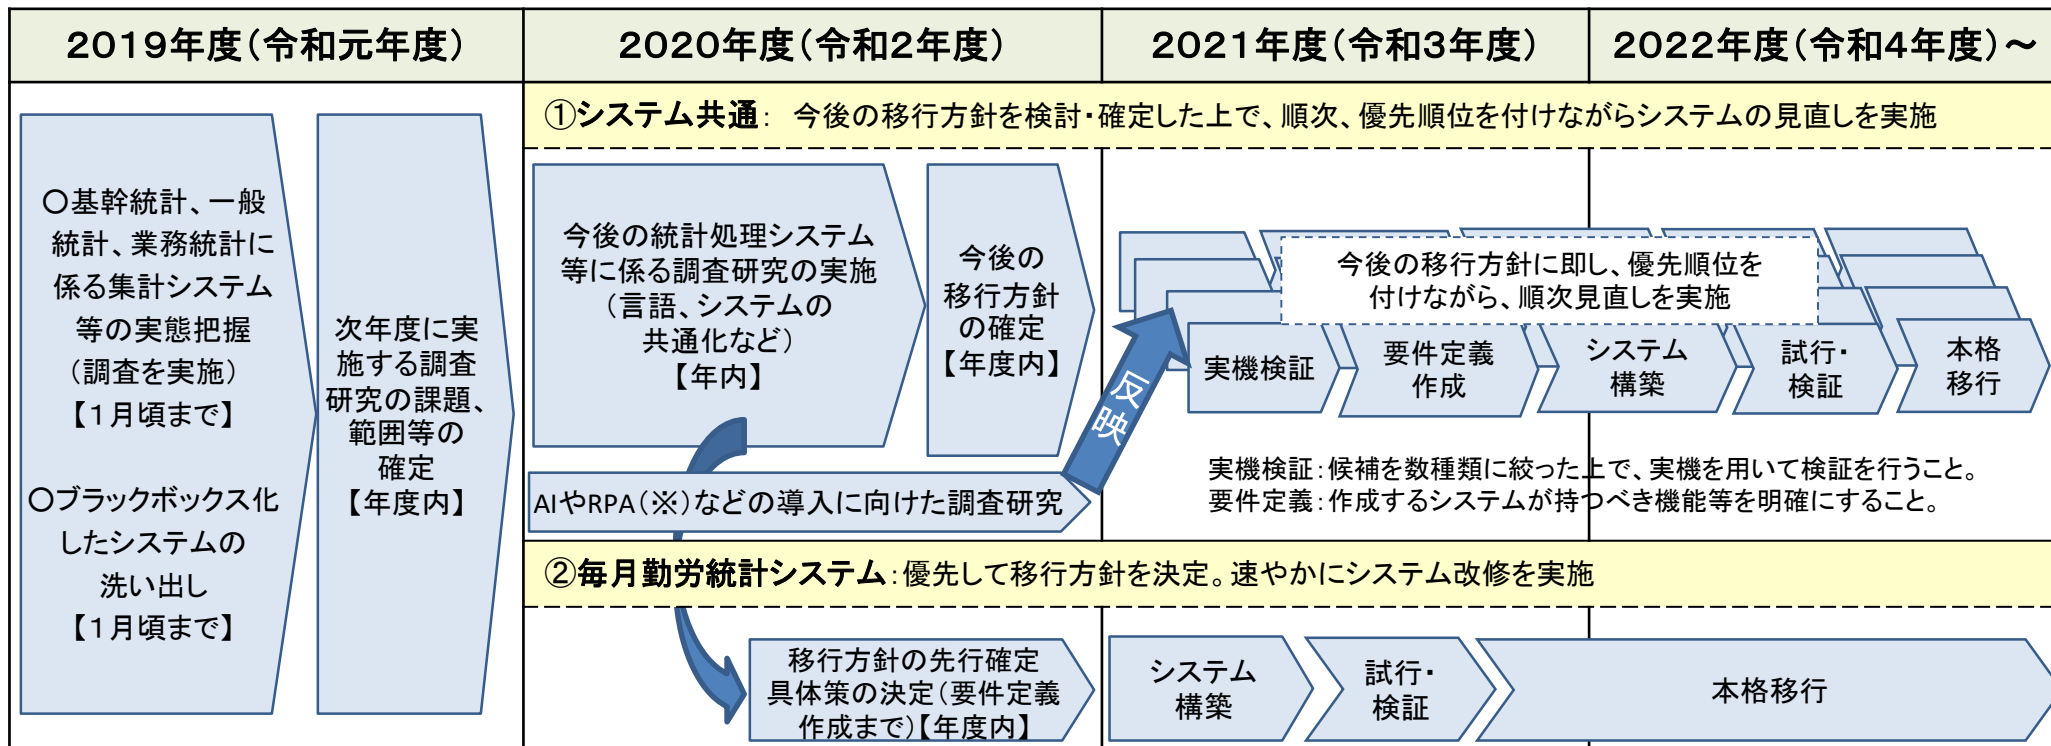 2019年度(令和元年度)
2020年度(令和2年度)
2021年度(令和3年度)
2022年度(令和4年度)～
○基幹統計、一般
統計、業務統計に
係る集計システム
等の実態把握
(調査を実施)
【1月頃まで】
○ブラックボックス化
したシステムの
洗い出し
【1月頃まで】
次年度に実
施する調査
研究の課題、
範囲等の
確定
【年度内】
①システム共通： 今後の移行方針を検討・確定した上で、順次、優先順位を付けながらシステムの見直しを実施
今後の統計処理システム
等に係る調査研究の実施
(言語、システムの
共通化など)
【年内】
今後の
移行方針
の確定
【年度内】
AIやRPA(※)などの導入に向けた調査研究
反映
今後の移行方針に即し、優先順位を
付けながら、順次見直しを実施
実機検証
要件定義
作成
システム
構築
試行・
検証
本格
移行
実機検証：候補を数種類に絞った上で、実機を用いて検証を行うこと。
要件定義：作成するシステムが持つべき機能等を明確にすること。
②毎月勤労統計システム：優先して移行方針を決定。速やかにシステム改修を実施
移行方針の先行確定
具体策の決定(要件定義
作成まで)【年度内】
システム
構築
試行・
検証
本格移行